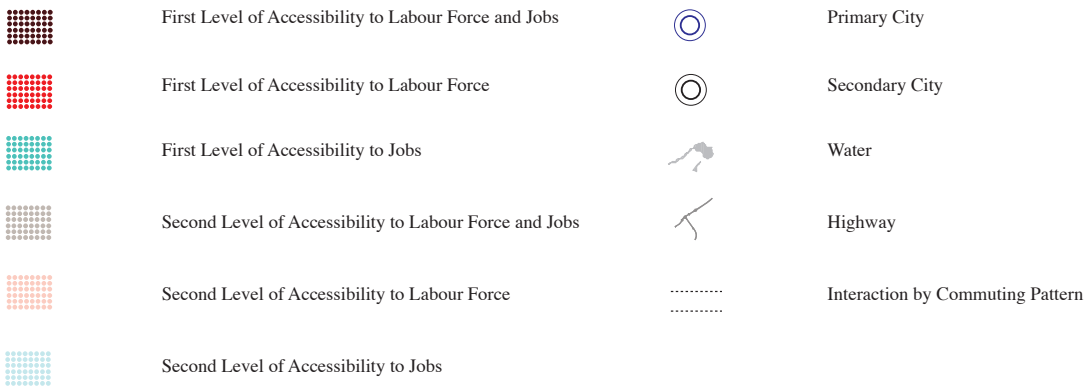 First Level of Accessibility to Labour Force and Jobs
First Level of Accessibility to Labour Force
First Level of Accessibility to Jobs
Second Level of Accessibility to Labour Force and Jobs
Second Level of Accessibility to Labour Force
Second Level of Accessibility to Jobs
Primary City
Secondary City
Water
Highway
Interaction by Commuting Pattern